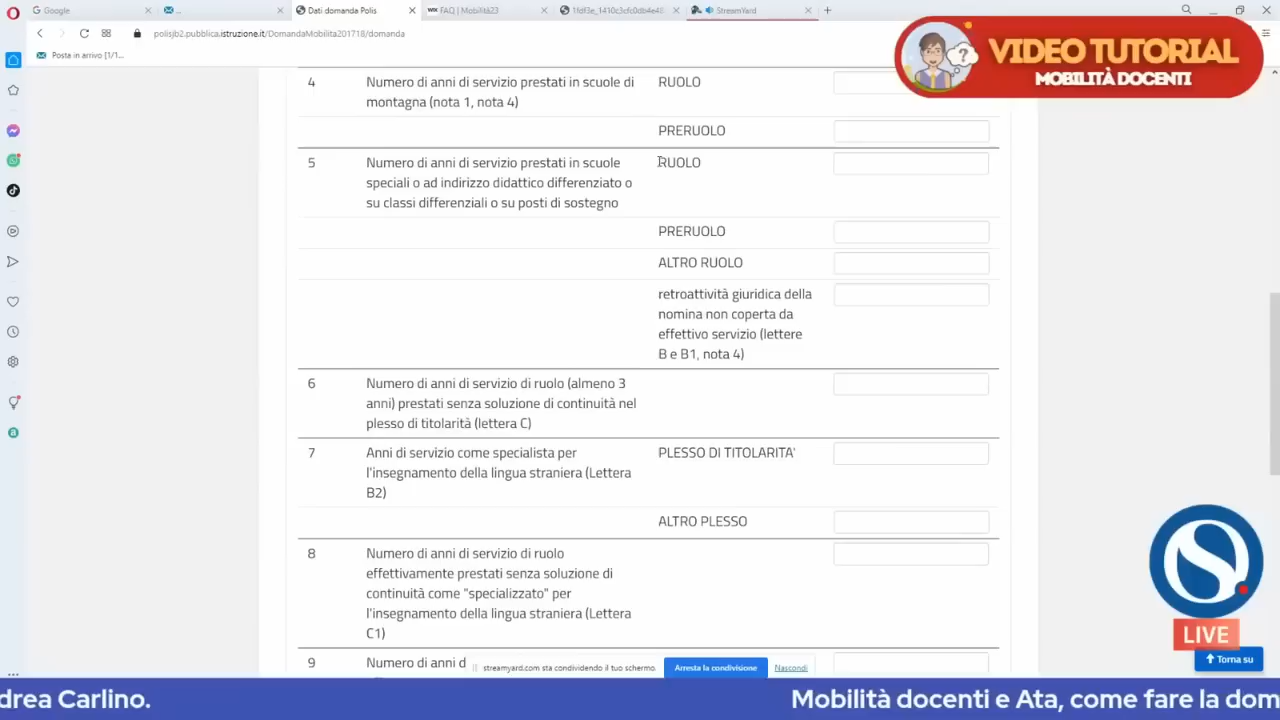 Google
Dati domanda Polis
WIX FAQ | Mobilità23
1fdf3e_1410c3cfc0db4e48
StreamYard
polisjb2.pubblica.istruzione.it/DomandaMobilita201718/domanda
Posta in arrivo [1/1...
VIDEO TUTORIAL
MOBILITÀ DOCENTI
4 Numero di anni di servizio prestati in scuole di RUOLO
montagna (nota 1, nota 4)
PRERUOLO
5 Numero di anni di servizio prestati in scuole RUOLO
speciali o ad indirizzo didattico differenziato o
su classi differenziali o su posti di sostegno
PRERUOLO
ALTRO RUOLO
retroattività giuridica della
nomina non coperta da
effettivo servizio (lettere
B e B1, nota 4)
6 Numero di anni di servizio di ruolo (almeno 3
anni) prestati senza soluzione di continuità nel
plesso di titolarità (lettera C)
7 Anni di servizio come specialista per PLESSO DI TITOLARITA'
l'insegnamento della lingua straniera (Lettera
B2)
ALTRO PLESSO
8 Numero di anni di servizio di ruolo
effettivamente prestati senza soluzione di
continuità come "specializzato" per
l'insegnamento della lingua straniera (Lettera
C1)
9 Numero di anni d
streamyard.com sta condividendo il tuo schermo. Arresta la condivisione Nascondi
S
LIVE
Torna su
drea Carlino. Mobilità docenti e Ata, come fare la dom